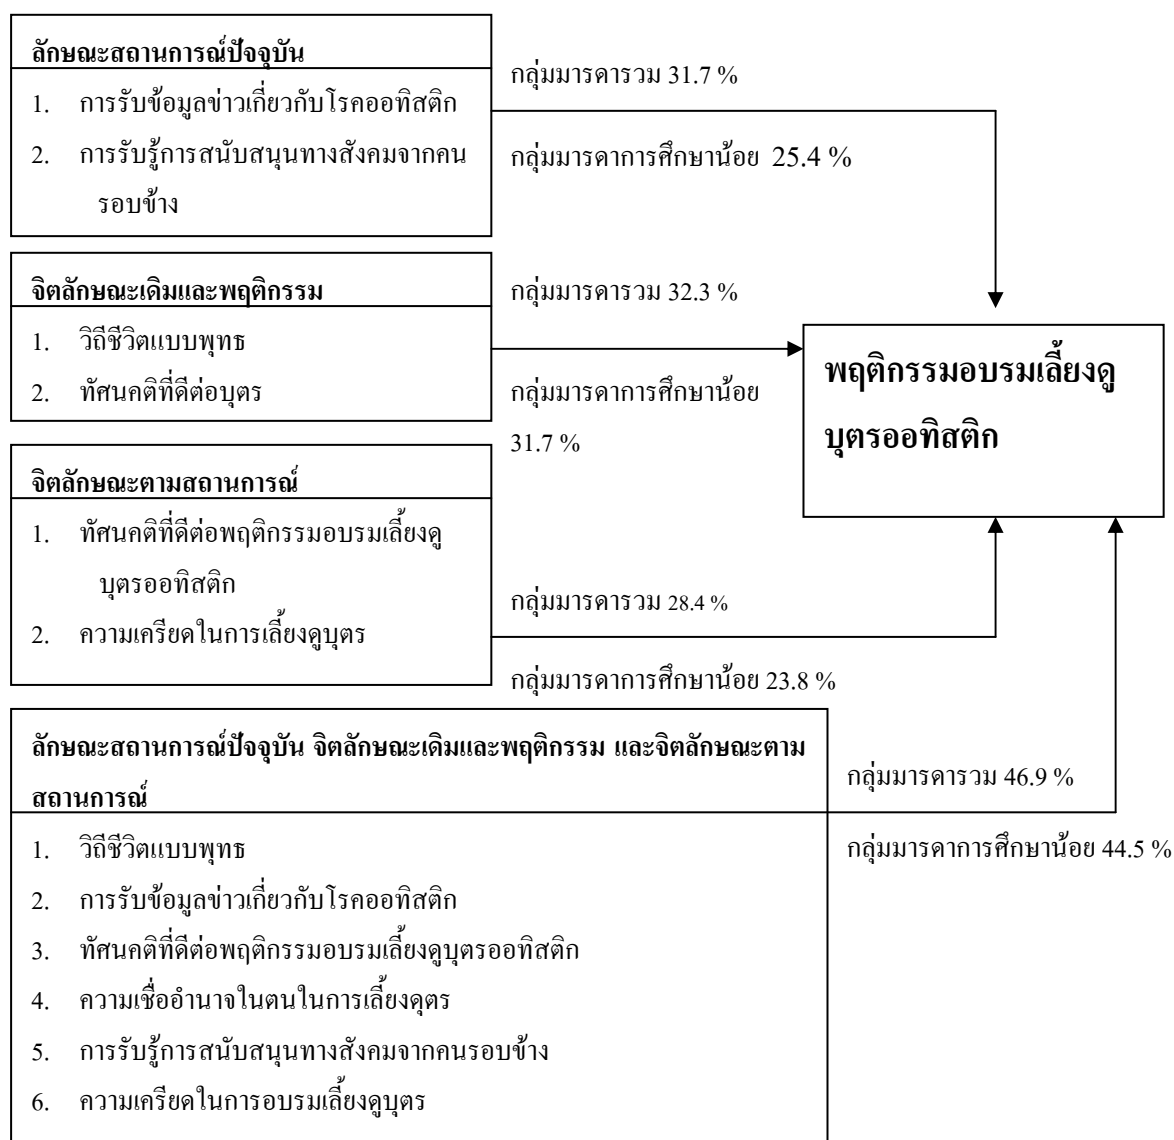 ลักษณะสถานการณ์ปัจจุบัน
1. การรับข้อมูลข่าวเกี่ยวกับโรคออทิสติก
2. การรับรู้การสนับสนุนทางสังคมจากคน
รอบข้าง
กลุ่มมารดารวม 31.7 %
กลุ่มมารดาการศึกษาน้อย 25.4 %
จิตลักษณะเดิมและพฤติกรรม
1. วิถีชีวิตแบบพุทธ
2. ทัศนคติที่ดีต่อบุตร
กลุ่มมารดารวม 32.3 %
กลุ่มมารดาการศึกษาน้อย
31.7 %
พฤติกรรมอบรมเลี้ยงดู
บุตรออทิสติก
จิตลักษณะตามสถานการณ์
1. ทัศนคติที่ดีต่อพฤติกรรมอบรมเลี้ยงดู
บุตรออทิสติก
2. ความเครียดในการเลี้ยงดูบุตร
กลุ่มมารดารวม 28.4 %
กลุ่มมารดาการศึกษาน้อย 23.8 %
ลักษณะสถานการณ์ปัจจุบัน จิตลักษณะเดิมและพฤติกรรม และจิตลักษณะตาม
สถานการณ์
1. วิถีชีวิตแบบพุทธ
2. การรับข้อมูลข่าวเกี่ยวกับโรคออทิสติก
3. ทัศนคติที่ดีต่อพฤติกรรมอบรมเลี้ยงดูบุตรออทิสติก
4. ความเชื่ออำนาจในตนในการเลี้ยงดุตร
5. การรับรู้การสนับสนุนทางสังคมจากคนรอบข้าง
6. ความเครียดในการอบรมเลี้ยงดูบุตร
กลุ่มมารดารวม 46.9 %
กลุ่มมารดาการศึกษาน้อย 44.5 %